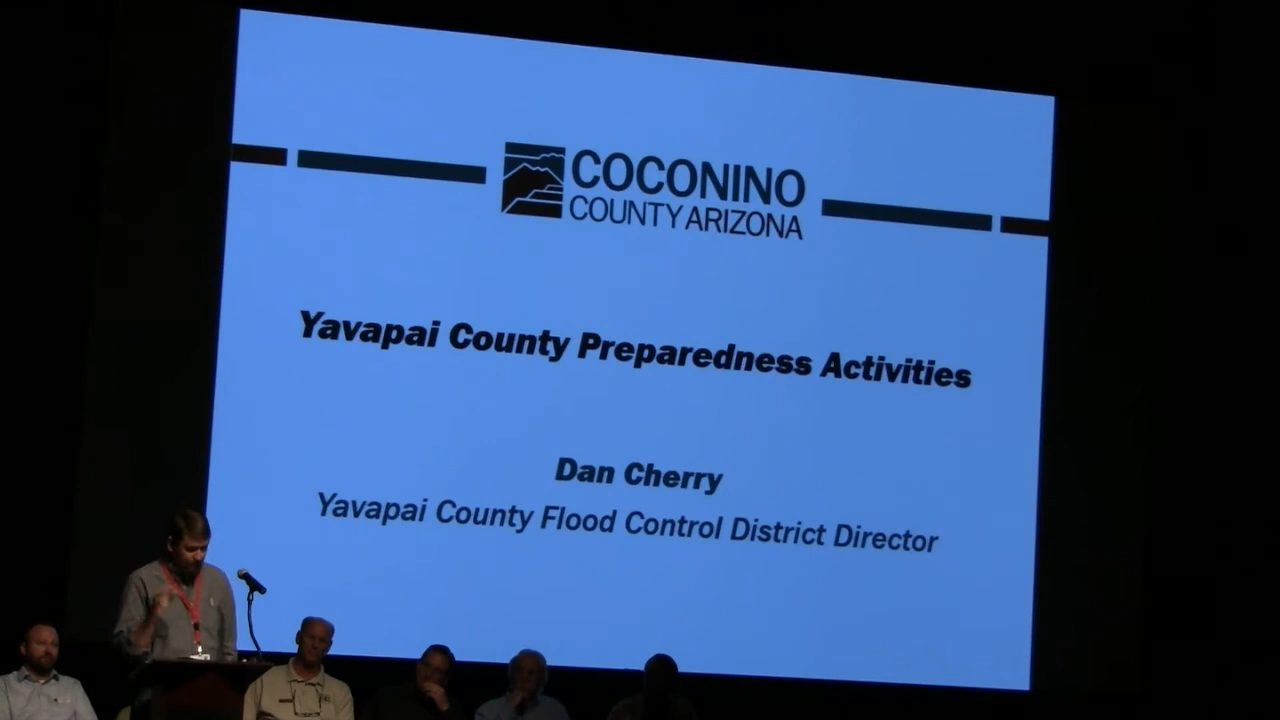 COCONINO
COUNTY ARIZONA
Yavapai County Preparedness Activities
Dan Cherry
Yavapai County Flood Control District Director